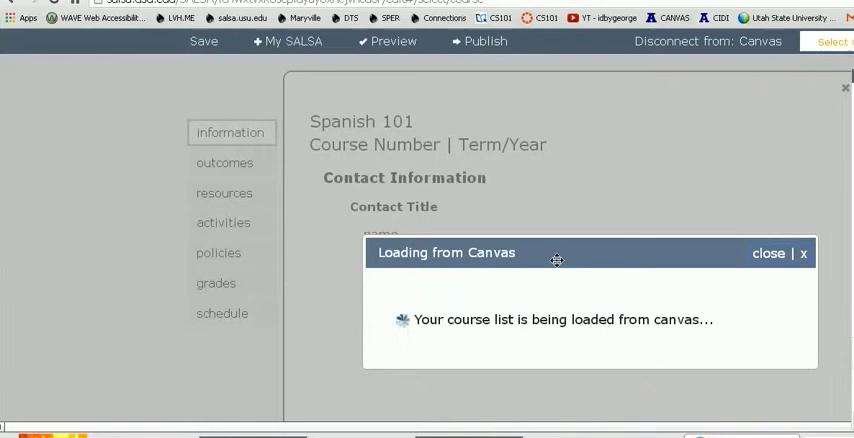 Apps WAVE Web Accessibilit... LVH.ME salsa.usu.edu Maryville DTS SPER Connections CS101 CS101 YT - idbygeorge CANVAS IDI Utah State University ...
Save My SALSA Preview Publish Disconnect from: Canvas Select
information
outcomes
resources
activities
policies
grades
schedule
Spanish 101
Course Number | Term/Year
Contact Information
Contact Title
name
Loading from Canvas close | x
Your course list is being loaded from canvas...